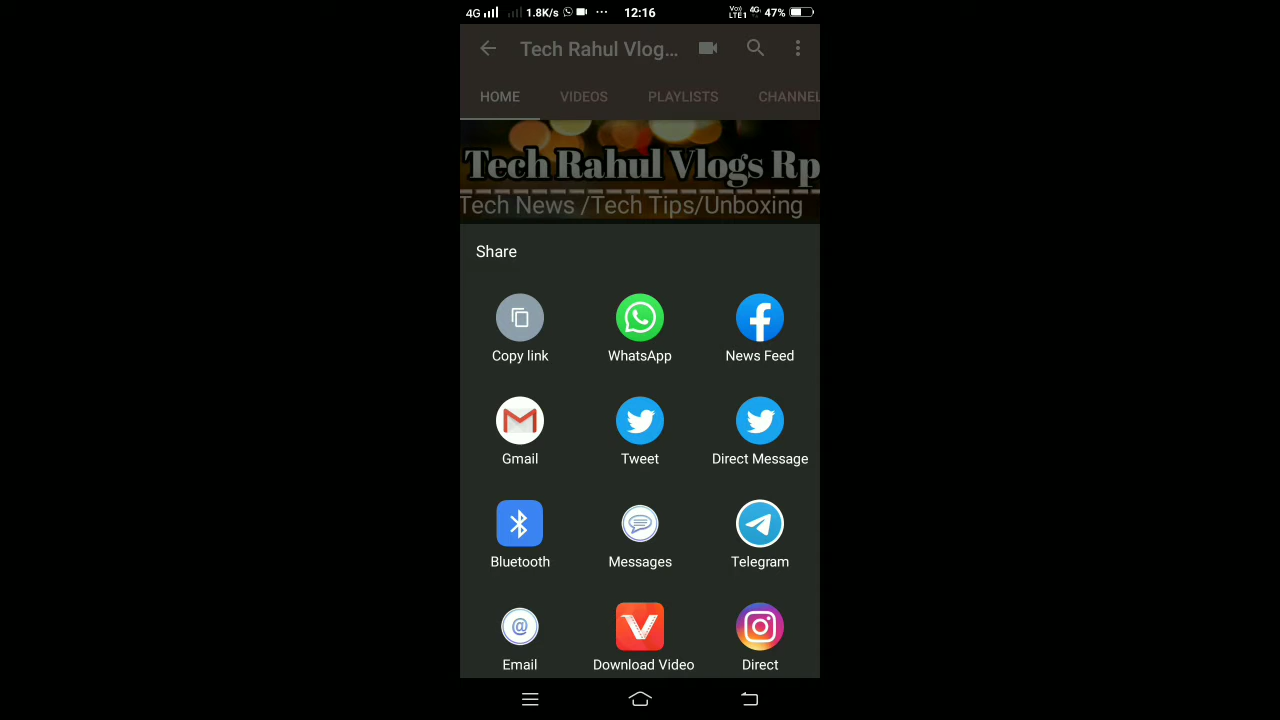 4G 1.8K/s ... 12:16 VoD LTE1 4G 47%
Tech Rahul Vlog...
HOME VIDEOS PLAYLISTS CHANNEL
Tech Rahul Vlogs Rp
Tech News /Tech Tips/Unboxing
Share
Copy link WhatsApp News Feed
Gmail Tweet Direct Message
Bluetooth Messages Telegram
Email Download Video Direct